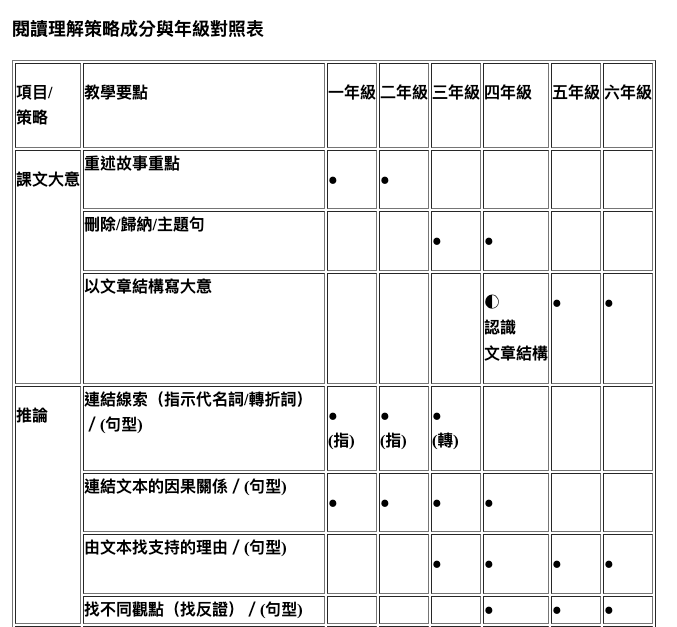 閱讀理解策略成分與年級對照表
項目/
策略
教學要點
一年級
二年級
三年級
四年級
五年級
六年級
課文大意
重述故事重點
●
●
刪除/歸納/主題句
●
●
以文章結構寫大意
◐
認識
文章結構
●
●
推論
連結線索（指示代名詞/轉折詞）
／(句型)
●
(指)
●
(指)
●
(轉)
連結文本的因果關係／(句型)
●
●
●
●
由文本找支持的理由／(句型)
●
●
●
●
找不同觀點（找反證）／(句型)
●
●
●